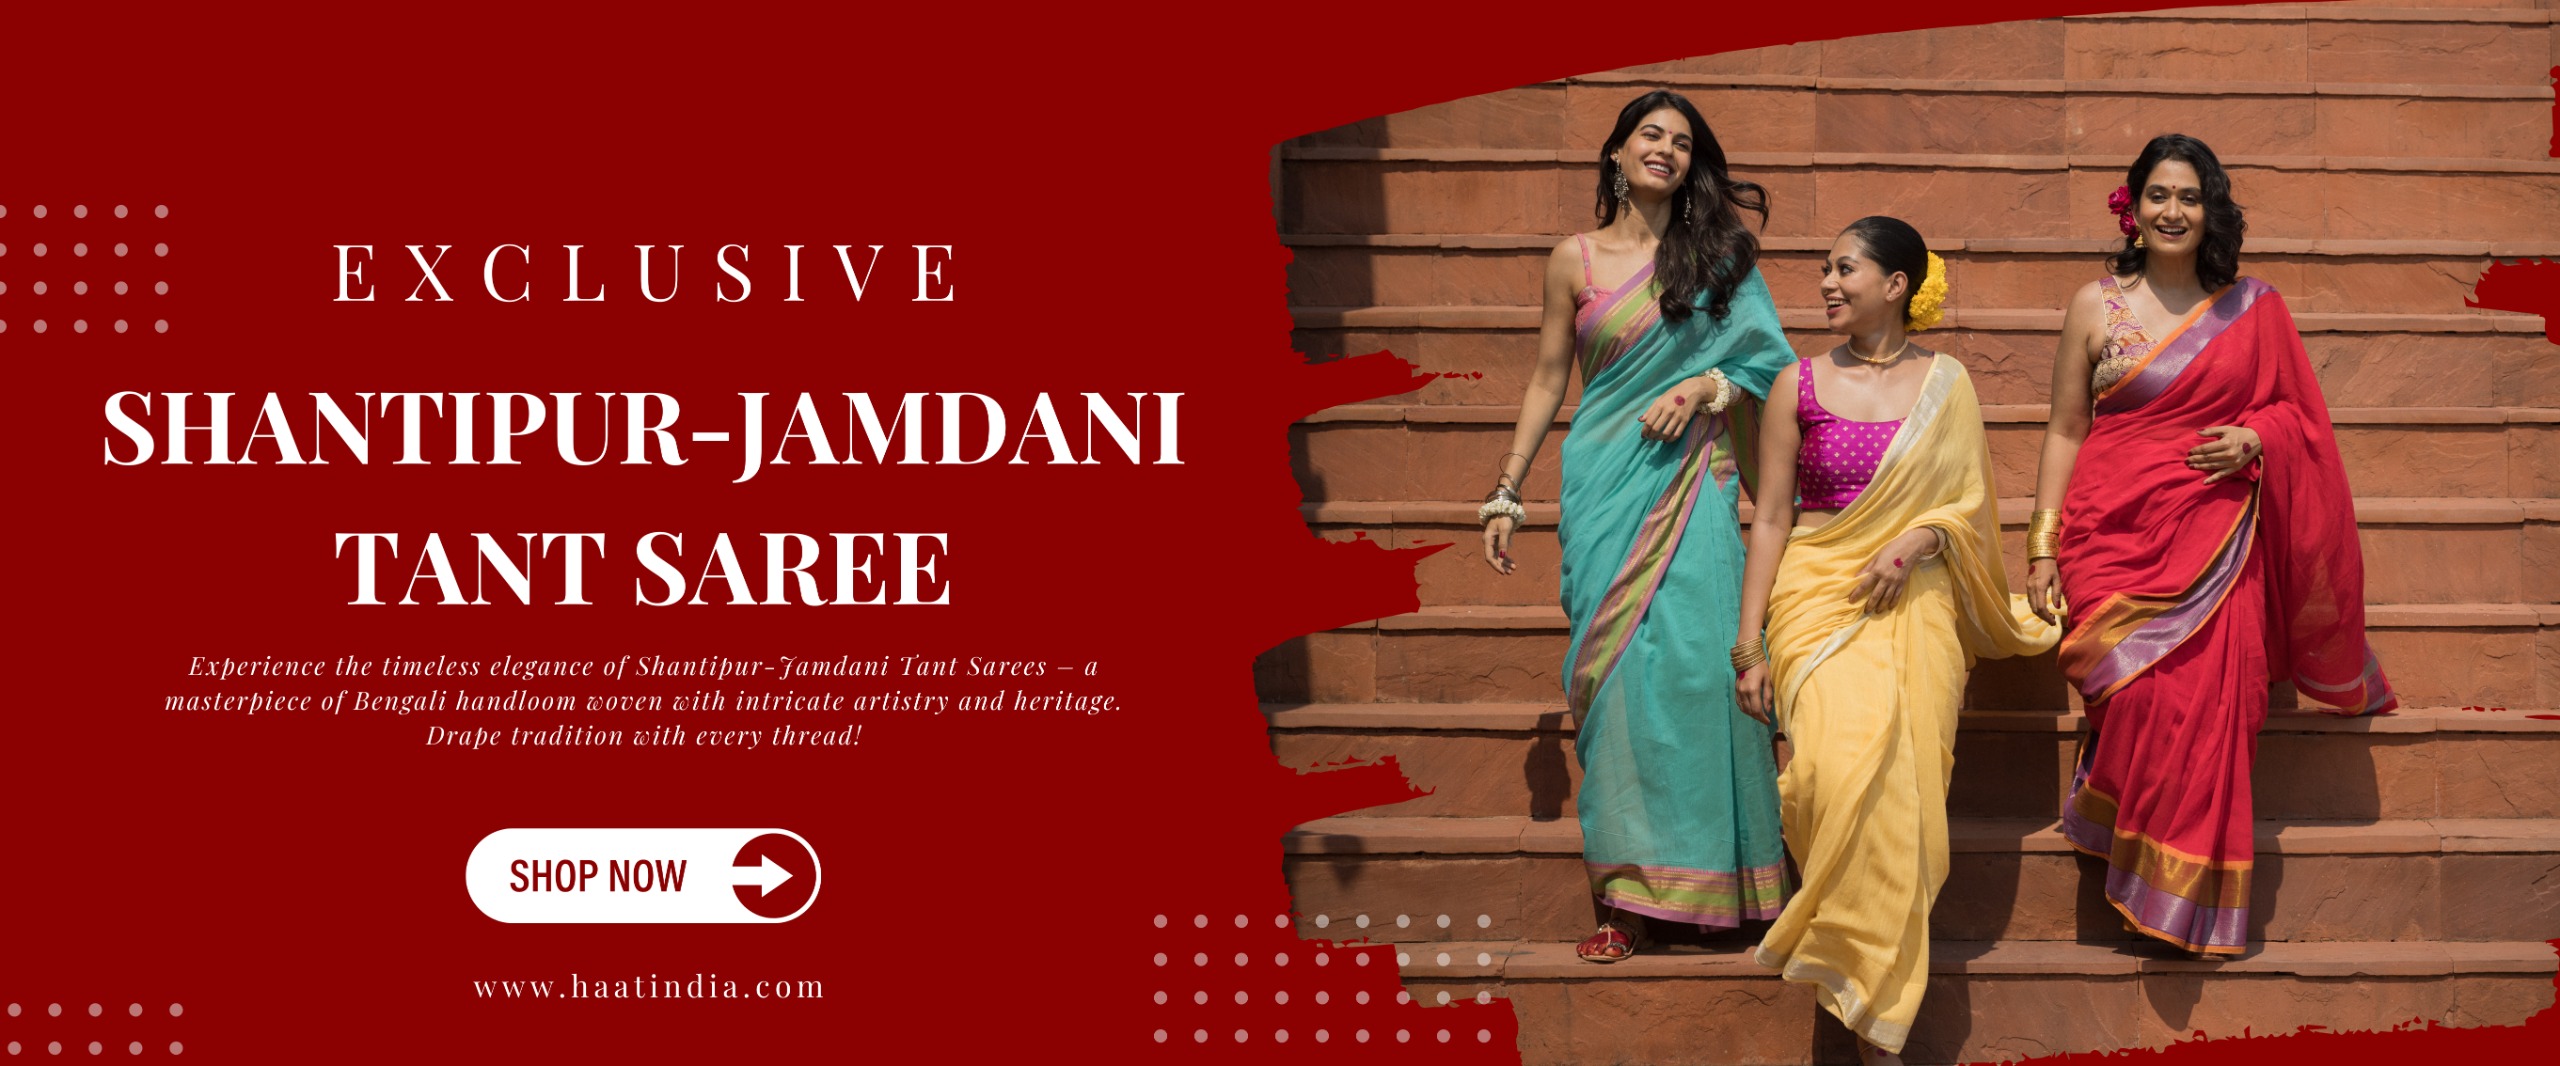 EXCLUSIVE
SHANTIPUR-JAMDANI
TANT SAREE
Experience the timeless elegance of Shantipur-Jamdani Tant Sarees – a
masterpiece of Bengali handloom woven with intricate artistry and heritage.
Drape tradition with every thread!
SHOP NOW
www.haatindia.com